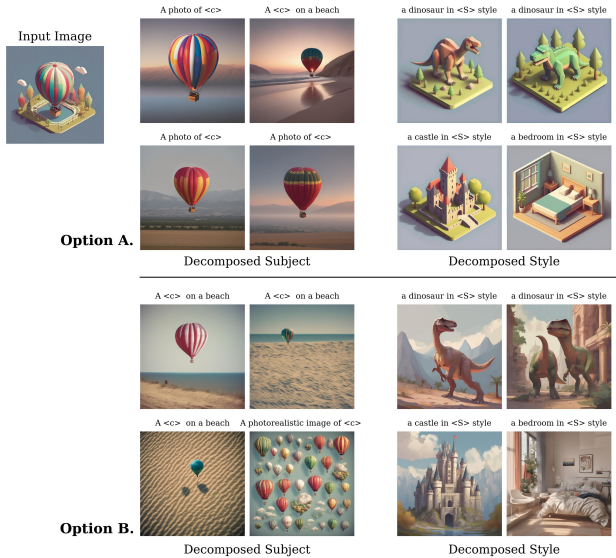 Input Image
A photo of <c>
A <c> on a beach
a dinosaur in <S> style
a dinosaur in <S> style
A photo of <c>
A photo of <c>
a castle in <S> style
a bedroom in <S> style
Option A.
Decomposed Subject
Decomposed Style
A <c> on a beach
A <c> on a beach
a dinosaur in <S> style
a dinosaur in <S> style
A <c> on a beach
A photorealistic image of <c>
a castle in <S> style
a bedroom in <S> style
Option B.
Decomposed Subject
Decomposed Style